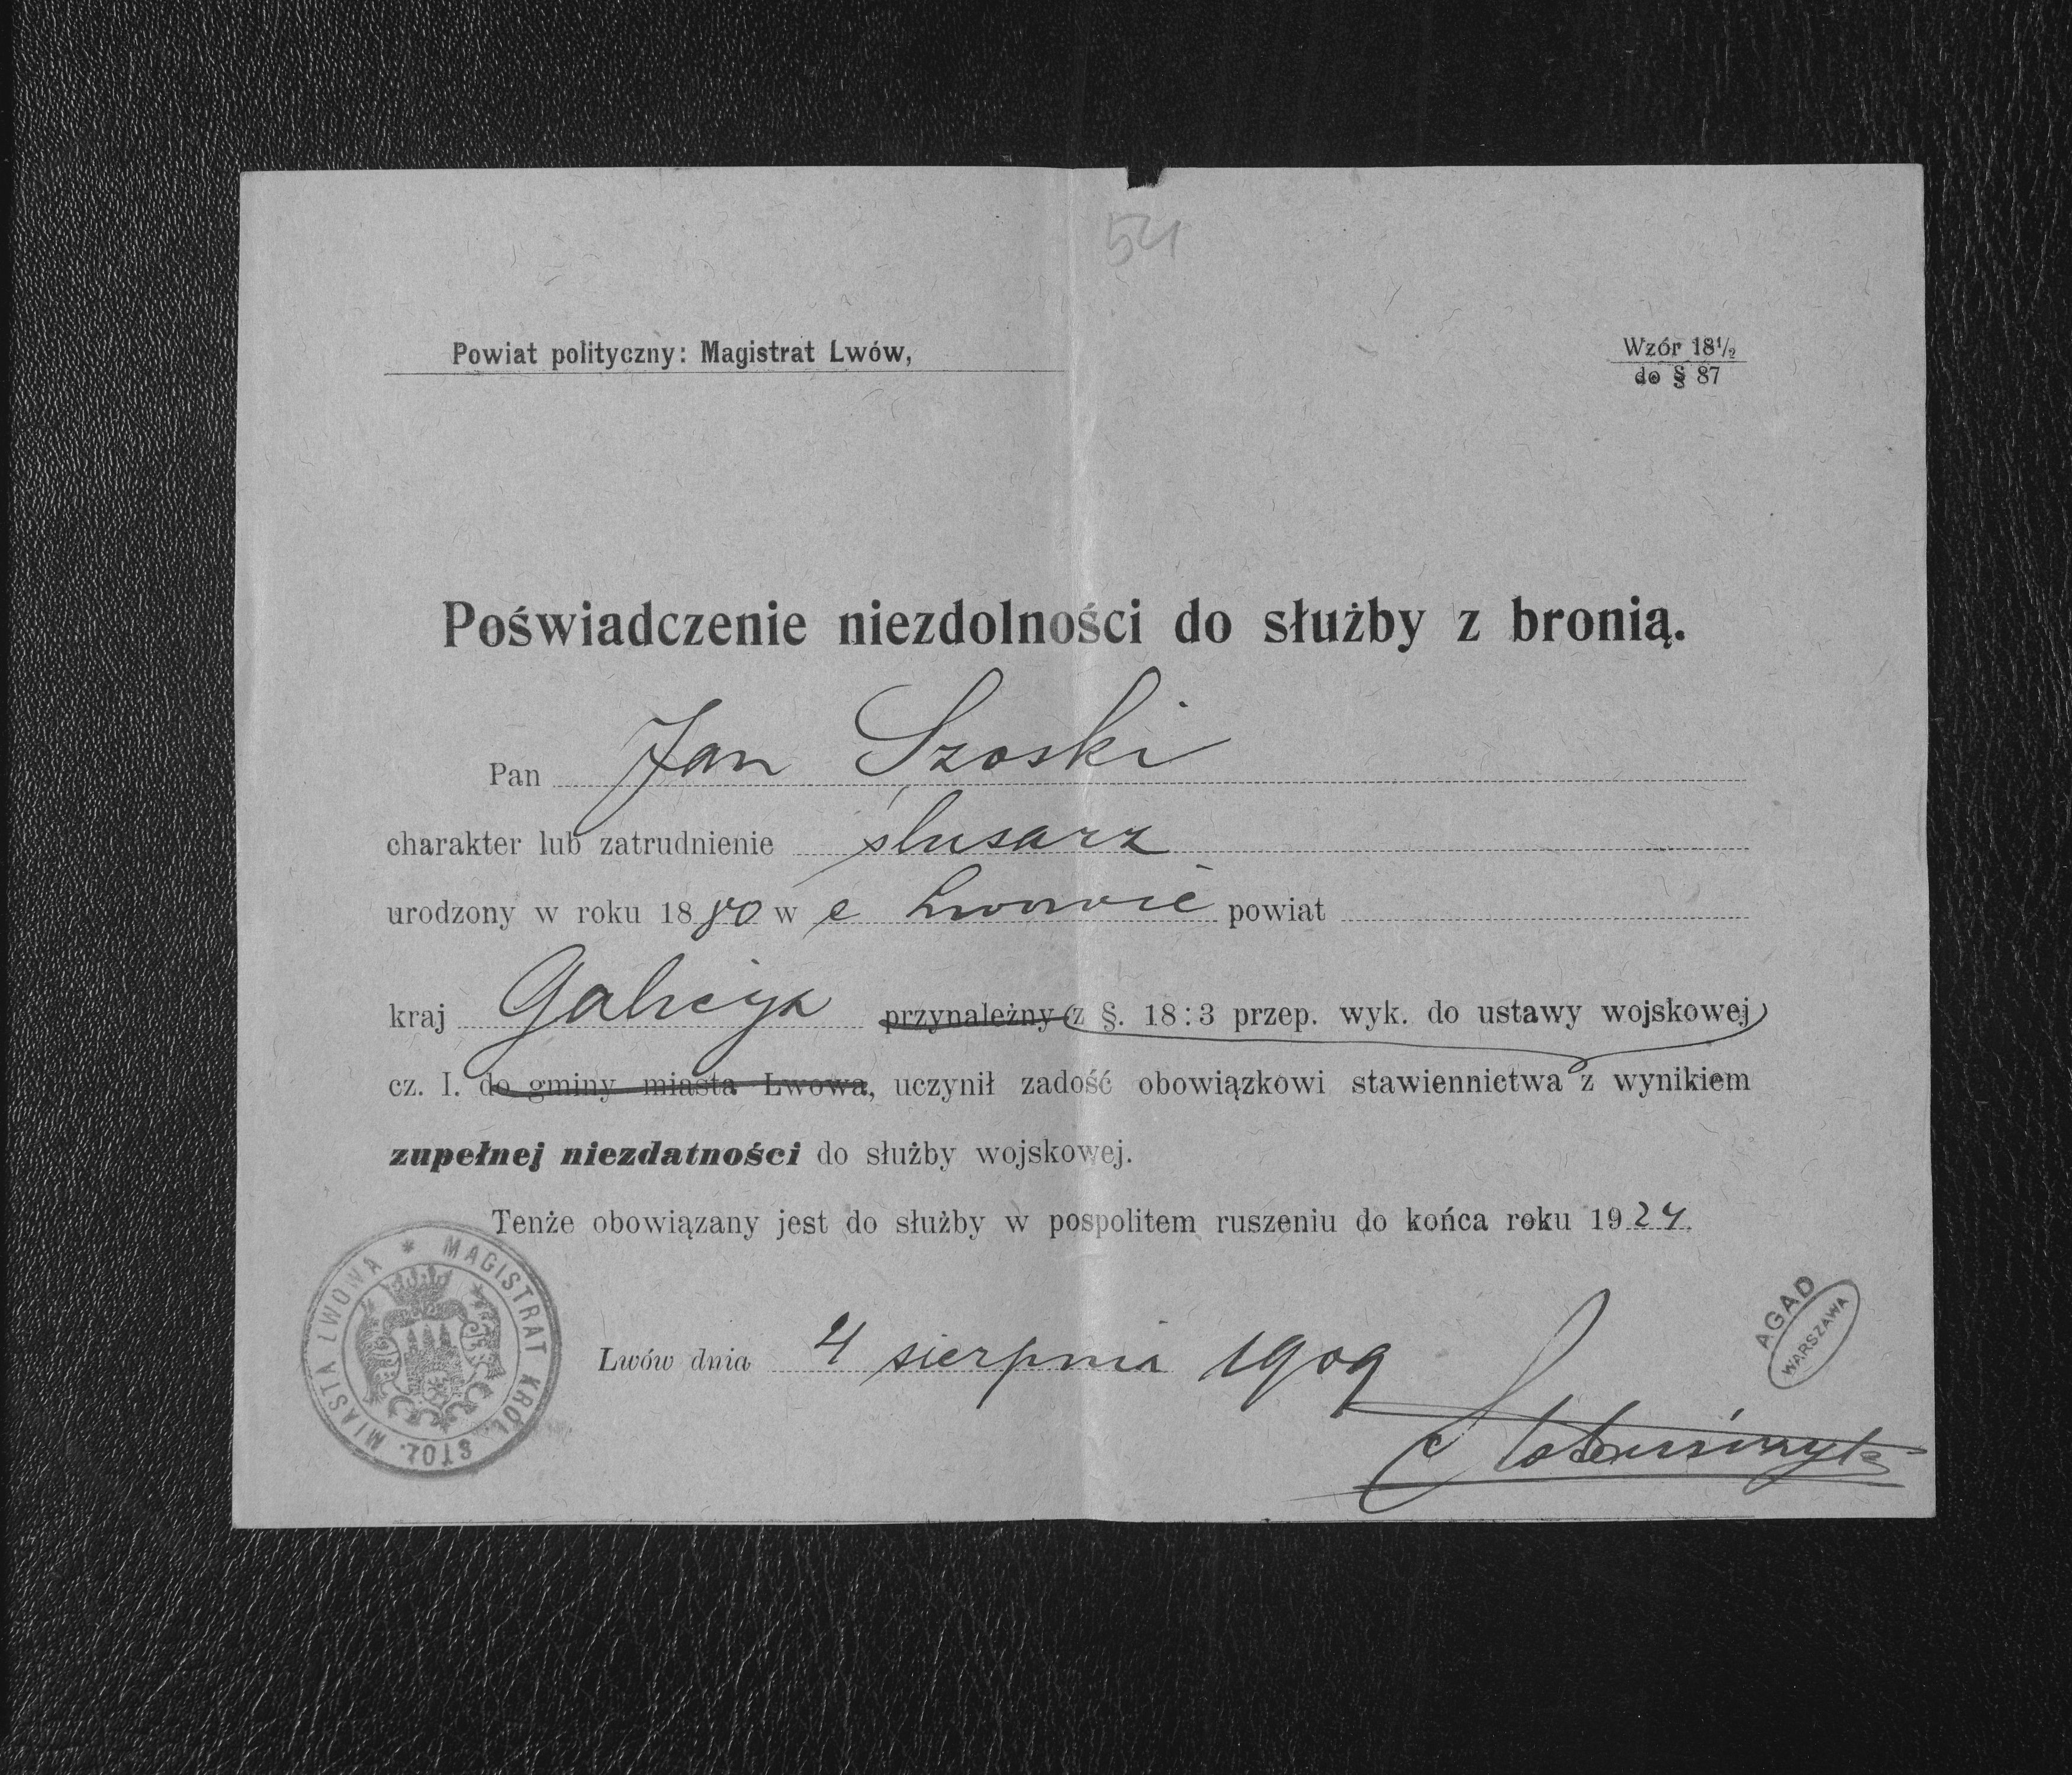 54
Powiat polityczny: Magistrat Lwów,
Wzór 18½
do § 87
Poświadczenie niezdolności do służby z bronią.
Pan Jan Szoski
charakter lub zatrudnienie ślusarz
urodzony w roku 1880 w e Lwowie powiat
kraj Galicya przynależny z §. 18:3 przep. wyk. do ustawy wojskowej
cz. I. do gminy miasta Lwowa, uczynił zadość obowiązkowi stawiennictwa z wynikiem
zupełnej niezdatności do służby wojskowej.
Tenże obowiązany jest do służby w pospolitem ruszeniu do końca roku 1924.
MAGISTRAT KRÓL. STOŁ. MIASTA LWOWA *
Lwów dnia 4 sierpnia 1909
AGAD
WARSZAWA